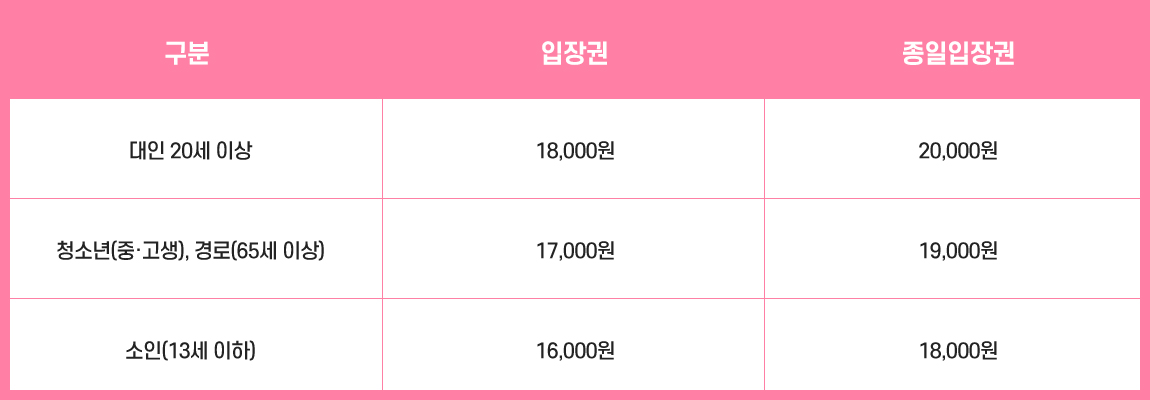 구분 입장권 종일입장권
대인 20세 이상 18,000원 20,000원
청소년(중·고생), 경로(65세 이상) 17,000원 19,000원
소인(13세 이하) 16,000원 18,000원